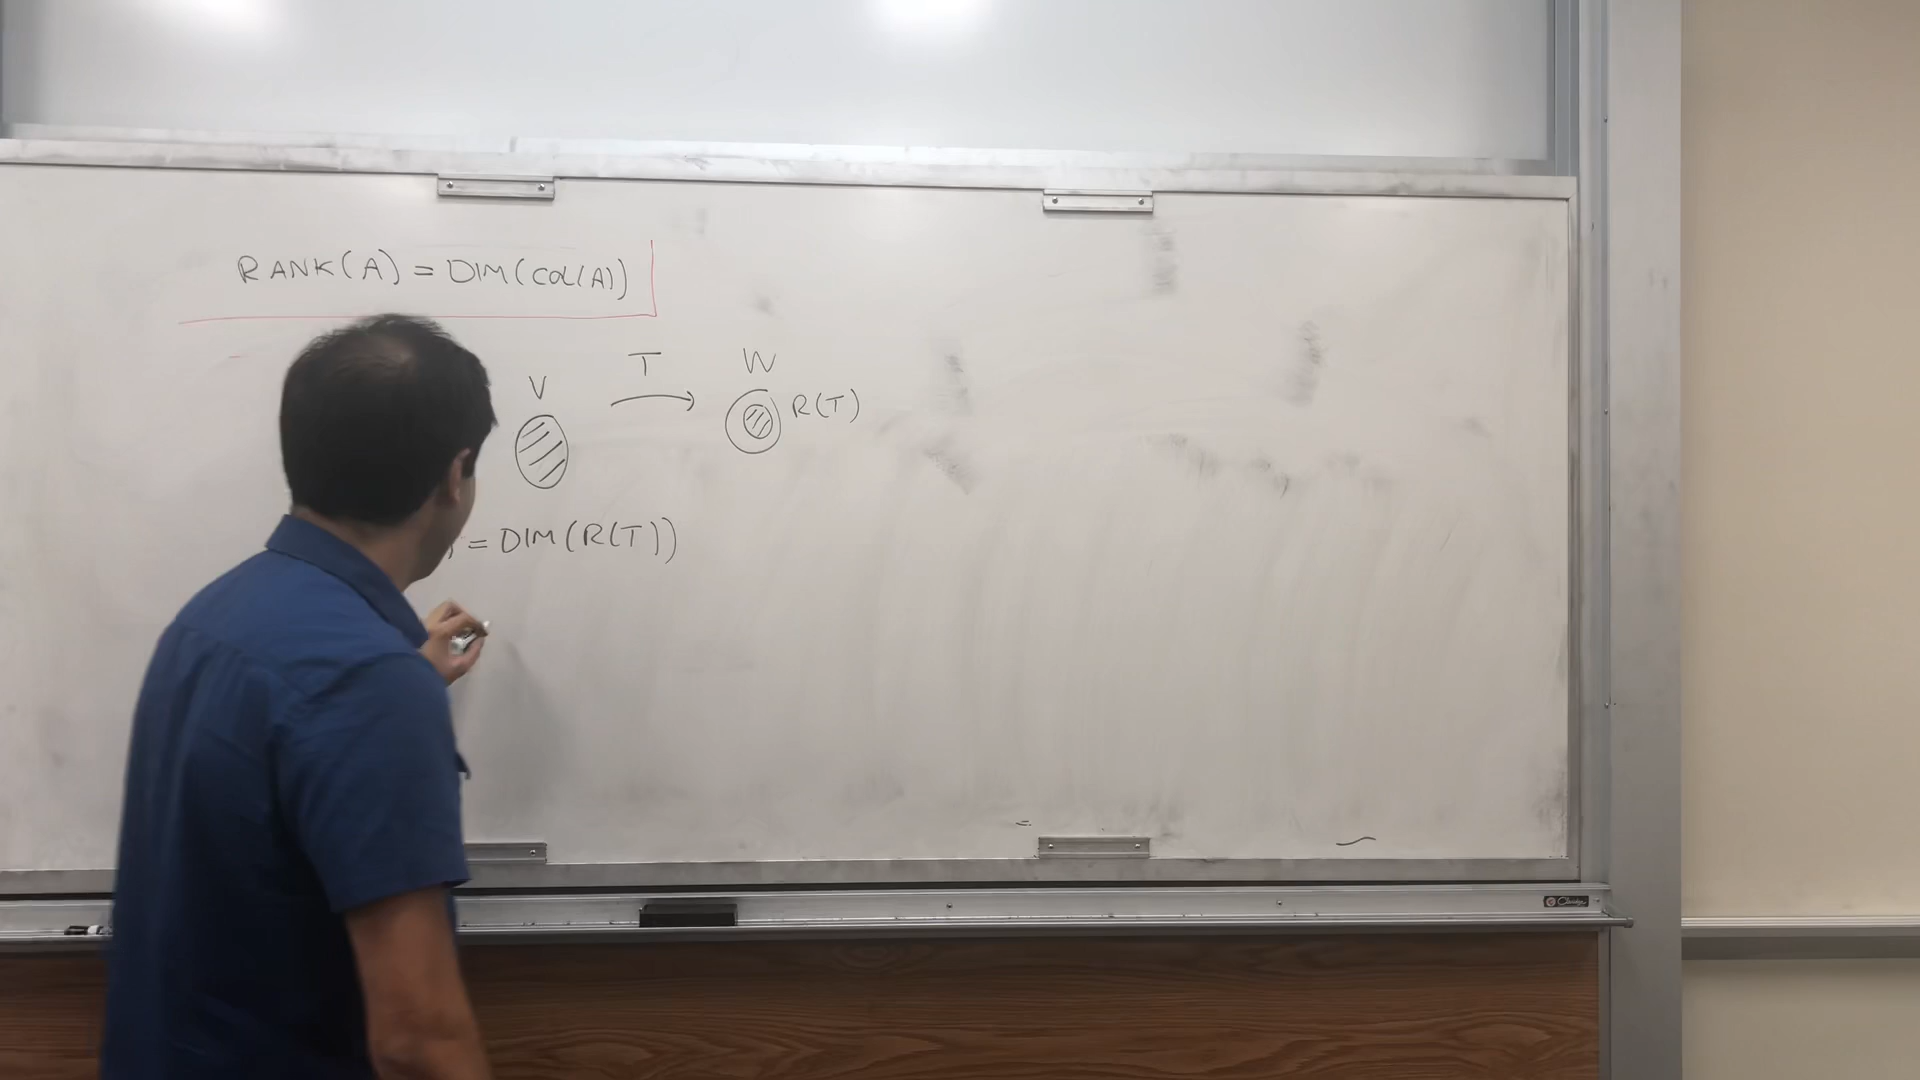 RANK(A) = DIM(COL(A))
T
W
V
R(T)
= DIM(R(T))